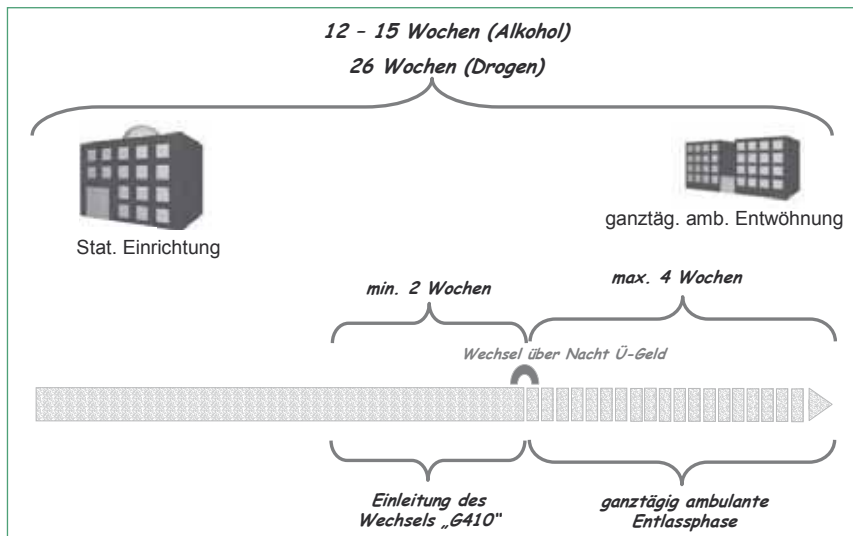 12 – 15 Wochen (Alkohol)
26 Wochen (Drogen)
Stat. Einrichtung
ganztäg. amb. Entwöhnung
min. 2 Wochen
max. 4 Wochen
Wechsel über Nacht Ü-Geld
Einleitung des
Wechsels „G410“
ganztägig ambulante
Entlassphase